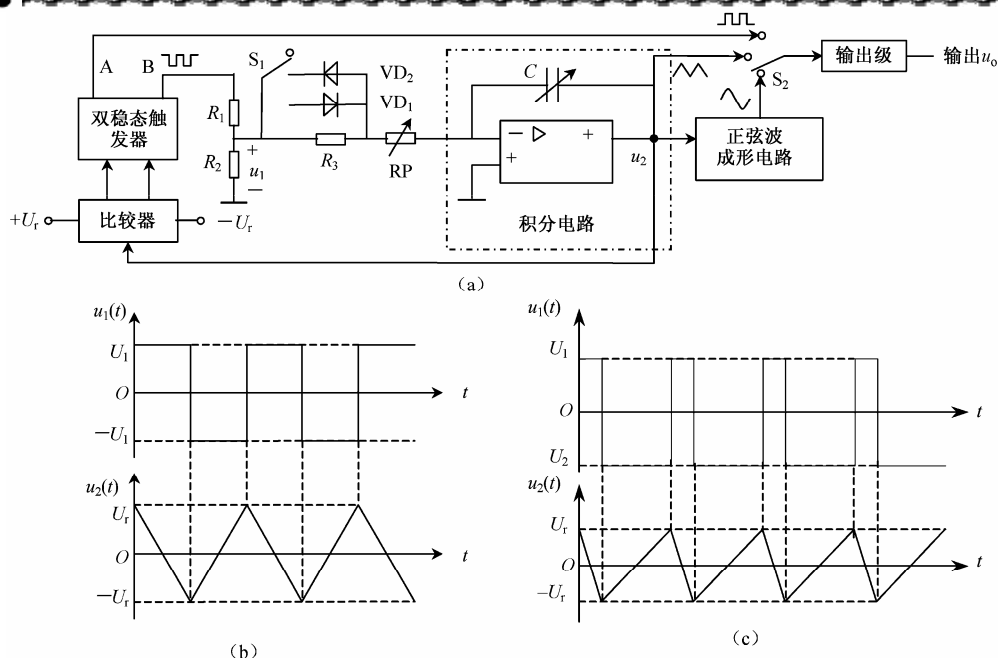 A
B
S₁
VD₂
VD₁
C
S₂
输出级
输出uₒ
双稳态触
发器
R₁
R₂
+
u₁
−
R₃
RP
−
+
+
u₂
正弦波
成形电路
+Uᵣ
比较器
−Uᵣ
积分电路
(a)
u₁(t)
U₁
O
t
−U₁
u₂(t)
Uᵣ
O
t
−Uᵣ
(b)
u₁(t)
U₁
O
t
U₂
u₂(t)
Uᵣ
O
t
−Uᵣ
(c)